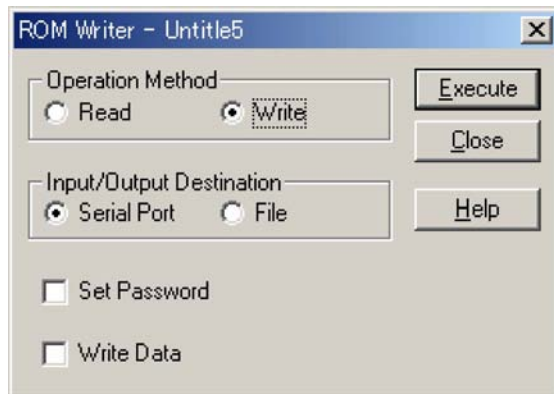 ROM Writer - Untitle5
Operation Method
Read Write
Execute
Close
Input/Output Destination
Serial Port File
Help
Set Password
Write Data